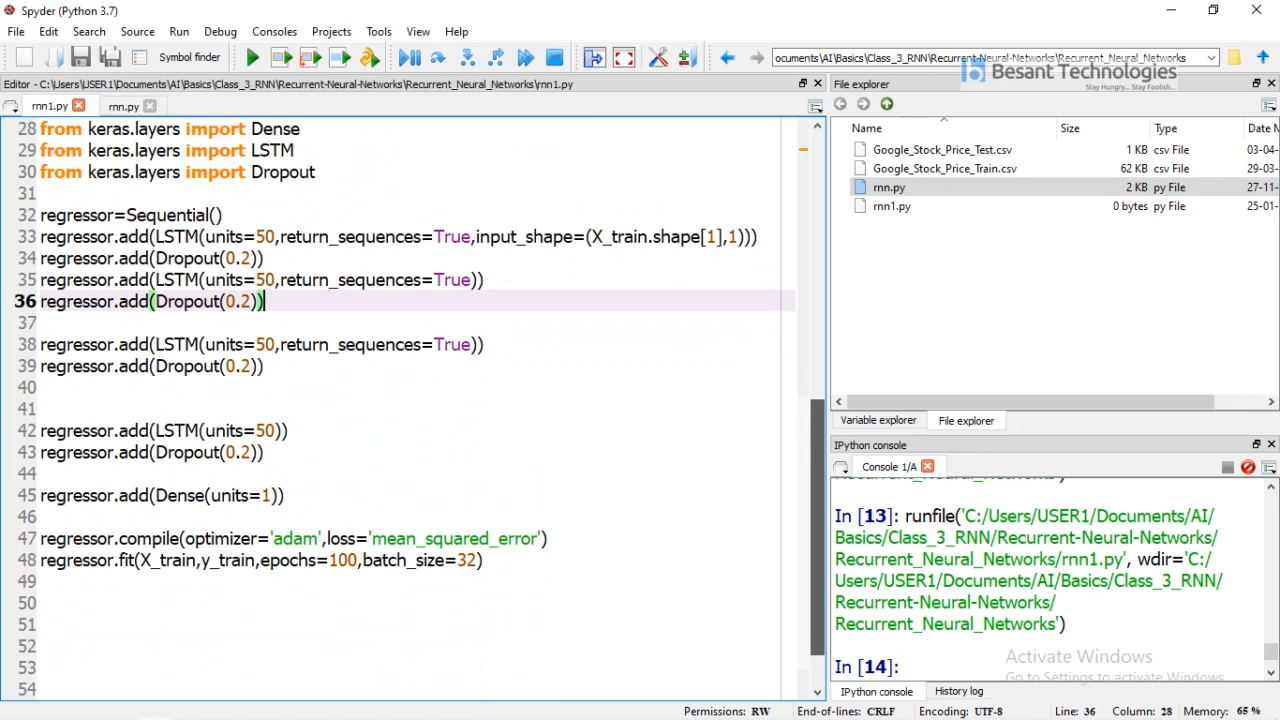 Spyder (Python 3.7)
File Edit Search Source Run Debug Consoles Projects Tools View Help
Symbol finder
ocuments\AI\Basics\Class_3_RNN\Recurrent-Neural-Networks\Recurrent_Neural_Networks
Besant Technologies
Stay Hungry... Stay Foolish...
Editor - C:\Users\USER1\Documents\AI\Basics\Class_3_RNN\Recurrent-Neural-Networks\Recurrent_Neural_Networks\rnn1.py
rnn1.py rnn.py
28 from keras.layers import Dense
29 from keras.layers import LSTM
30 from keras.layers import Dropout
31
32 regressor=Sequential()
33 regressor.add(LSTM(units=50,return_sequences=True,input_shape=(X_train.shape[1],1)))
34 regressor.add(Dropout(0.2))
35 regressor.add(LSTM(units=50,return_sequences=True))
36 regressor.add(Dropout(0.2))
37
38 regressor.add(LSTM(units=50,return_sequences=True))
39 regressor.add(Dropout(0.2))
40
41
42 regressor.add(LSTM(units=50))
43 regressor.add(Dropout(0.2))
44
45 regressor.add(Dense(units=1))
46
47 regressor.compile(optimizer='adam',loss='mean_squared_error')
48 regressor.fit(X_train,y_train,epochs=100,batch_size=32)
49
50
51
52
53
54
File explorer
Name Size Type Date M
Google_Stock_Price_Test.csv 1 KB csv File 03-04-
Google_Stock_Price_Train.csv 62 KB csv File 29-03-
rnn.py 2 KB py File 27-11-
rnn1.py 0 bytes py File 25-01-
Variable explorer File explorer
IPython console
Console 1/A
In [13]: runfile('C:/Users/USER1/Documents/AI/
Basics/Class_3_RNN/Recurrent-Neural-Networks/
Recurrent_Neural_Networks/rnn1.py', wdir='C:/
Users/USER1/Documents/AI/Basics/Class_3_RNN/
Recurrent-Neural-Networks/
Recurrent_Neural_Networks')
In [14]:
Activate Windows
Go to Settings to activate Windows.
IPython console History log
Permissions: RW End-of-lines: CRLF Encoding: UTF-8 Line: 36 Column: 28 Memory: 65 %